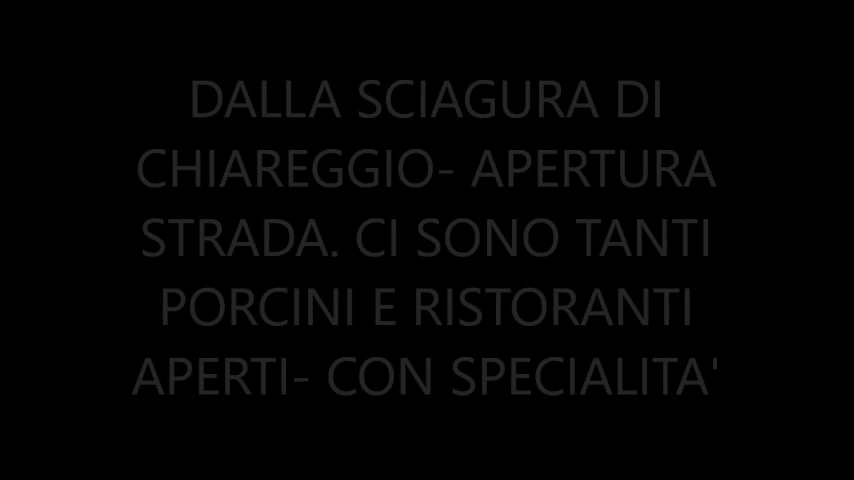 DALLA SCIAGURA DI
CHIAREGGIO- APERTURA
STRADA. CI SONO TANTI
PORCINI E RISTORANTI
APERTI- CON SPECIALITA'